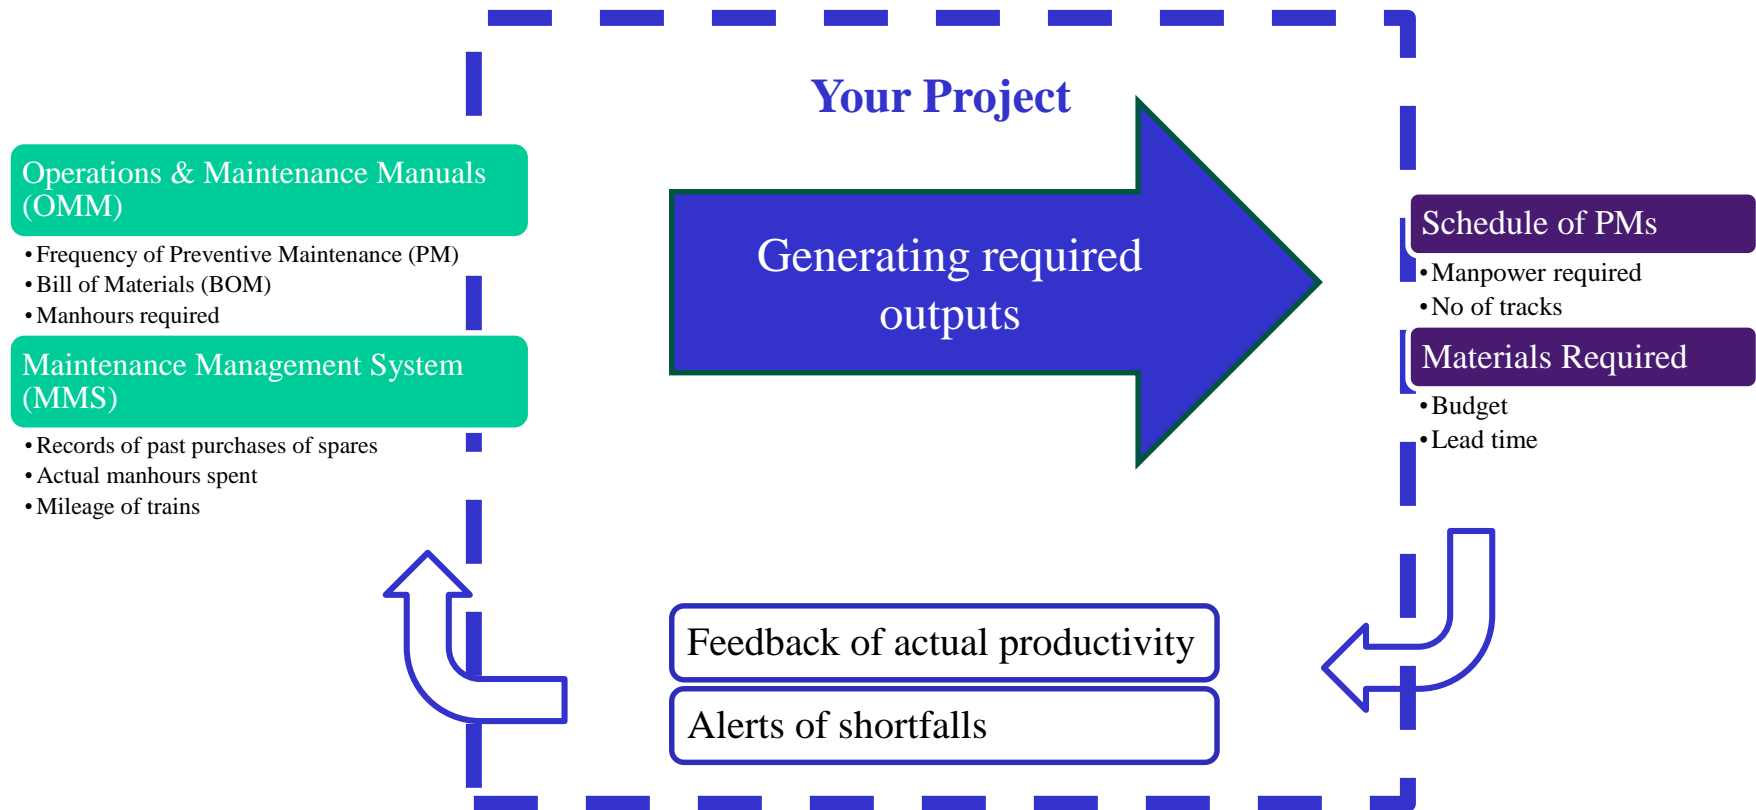 Your Project
Operations & Maintenance Manuals
(OMM)
•Frequency of Preventive Maintenance (PM)
•Bill of Materials (BOM)
•Manhours required
Maintenance Management System
(MMS)
•Records of past purchases of spares
•Actual manhours spent
•Mileage of trains
Generating required
outputs
Schedule of PMs
•Manpower required
•No of tracks
Materials Required
•Budget
•Lead time
Feedback of actual productivity
Alerts of shortfalls